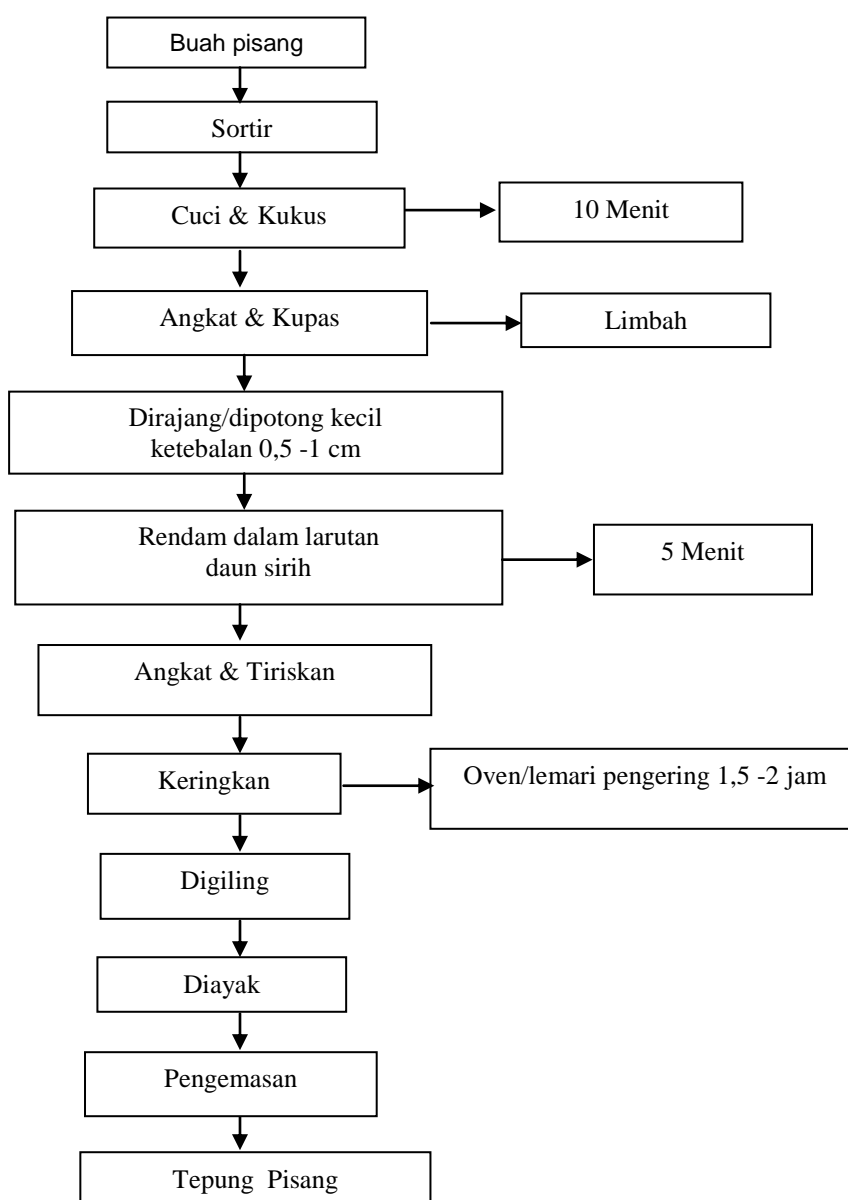 Buah pisang
Sortir
Cuci & Kukus
10 Menit
Angkat & Kupas
Limbah
Dirajang/dipotong kecil
ketebalan 0,5 -1 cm
Rendam dalam larutan
daun sirih
5 Menit
Angkat & Tiriskan
Keringkan
Oven/lemari pengering 1,5 -2 jam
Digiling
Diayak
Pengemasan
Tepung Pisang